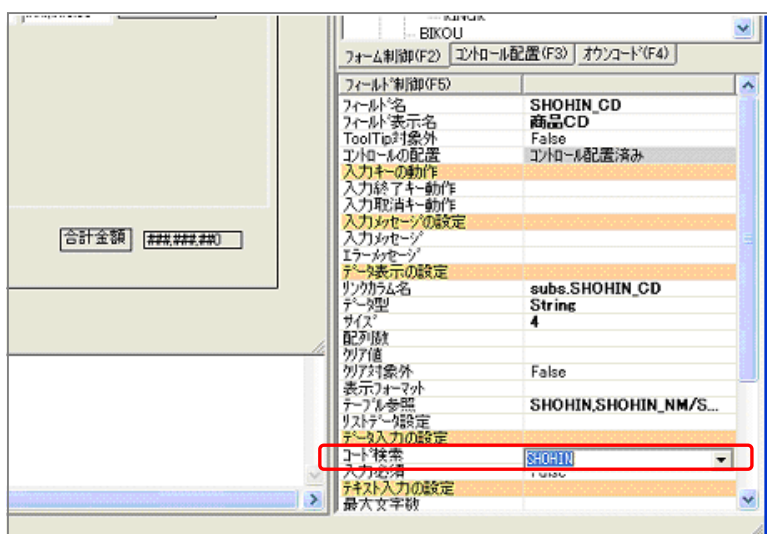 BIKOU
フォーム制御(F2) コントロール配置(F3) オウンコード(F4)
フィールド制御(F5)
フィールド名 SHOHIN_CD
フィールド表示名 商品CD
ToolTip対象外 False
コントロールの配置 コントロール配置済み
入力キーの動作
入力終了キー動作
入力取消キー動作
入力メッセージの設定
入力メッセージ
エラーメッセージ
データ表示の設定
リンクカラム名 subs.SHOHIN_CD
データ型 String
サイズ 4
配列数
クリア値
クリア対象外 False
表示フォーマット
テーブル参照 SHOHIN,SHOHIN_NM/S...
リストデータ設定
データ入力の設定
コード検索 SHOHIN
入力必須 False
テキスト入力の設定
最大文字数
合計金額 ###,###,##0